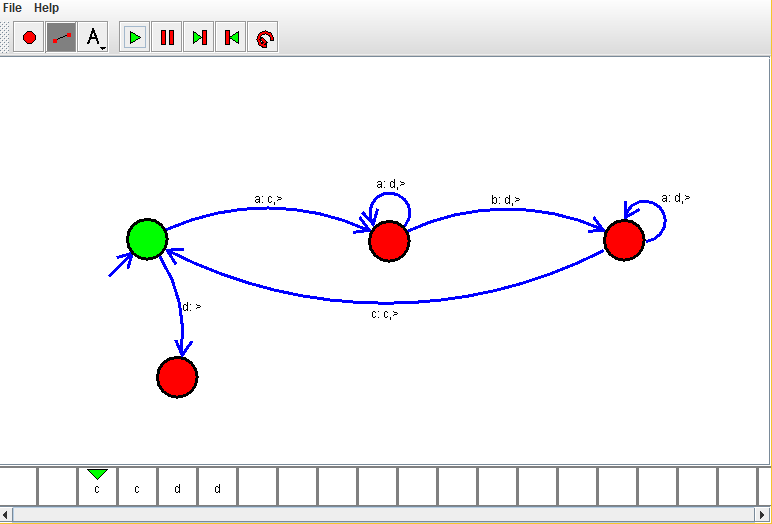 File Help
A
a: d,>
a: c,>
b: d,>
a: d,>
d: >
c: c,>
c c d d